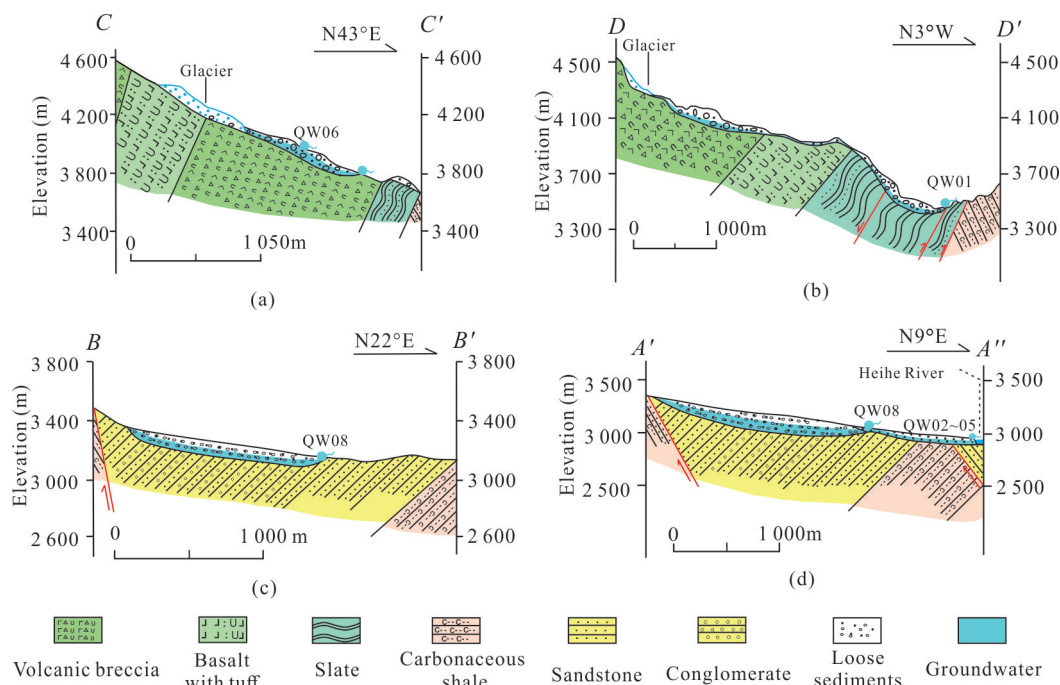 C N43°E C′
4 600 4 600
Glacier
4 200 4 200
QW06
3 800 3 800
3 400 3 400
Elevation (m)
0 1 050m
(a)
D N3°W D′
Glacier
4 500 4 500
4 100 4 100
3 700 3 700
QW01
3 300 3 300
Elevation (m)
0 1 000m
(b)
B N22°E B′
3 800 3 800
3 400 3 400
QW08
3 000 3 000
2 600 2 600
Elevation (m)
0 1 000m
(c)
A′ N9°E A″
Heihe River
3 500 3 500
QW08
QW02~05
3 000 3 000
2 500 2 500
Elevation (m)
0 1 000m
(d)
Volcanic breccia
Basalt
with tuff
Slate
Carbonaceous
shale
Sandstone
Conglomerate
Loose
sediments
Groundwater